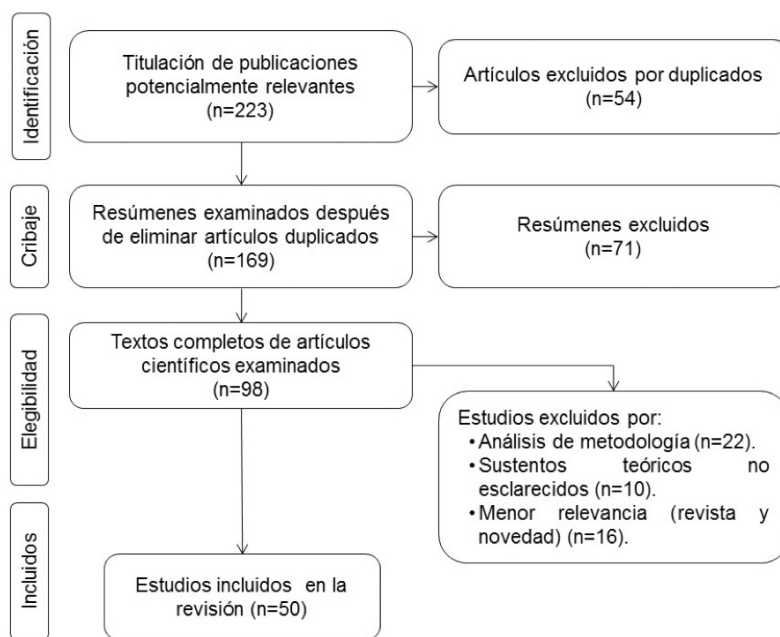 Identificación
Titulación de publicaciones
potencialmente relevantes
(n=223)
Artículos excluidos por duplicados
(n=54)
Cribaje
Resúmenes examinados después
de eliminar artículos duplicados
(n=169)
Resúmenes excluidos
(n=71)
Elegibilidad
Textos completos de artículos
científicos examinados
(n=98)
Estudios excluidos por:
•Análisis de metodología (n=22).
•Sustentos teóricos no
esclarecidos (n=10).
•Menor relevancia (revista y
novedad) (n=16).
Incluidos
Estudios incluidos en la
revisión (n=50)